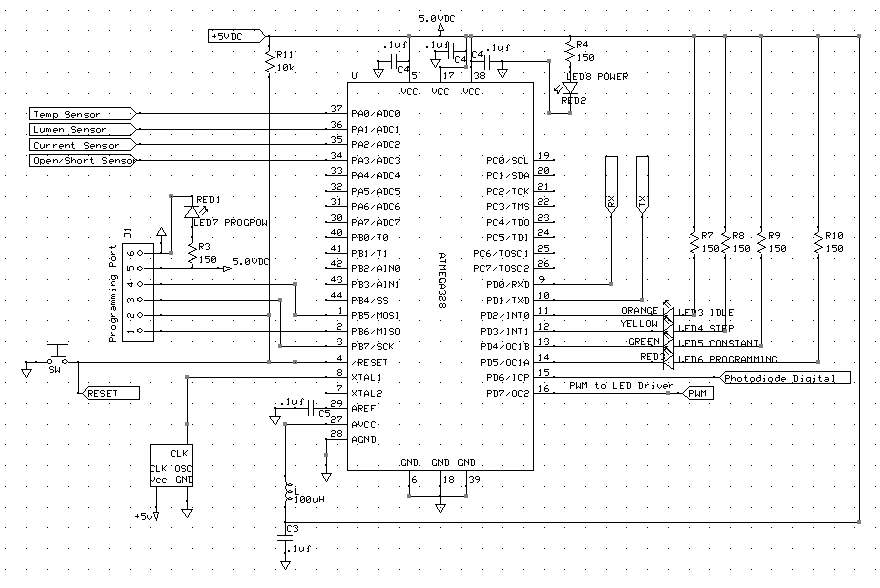 5.0VDC
+5VDC
R11
10k
.1uf
C4
.1uf
C4
.1uf
C4
R4
150
LED8 POWER
RED2
U
5
17
38
VCC
VCC
VCC
Temp Sensor
Lumen Sensor
Current Sensor
Open/Short Sensor
37 PA0/ADC0
36 PA1/ADC1
35 PA2/ADC2
34 PA3/ADC3
33 PA4/ADC4
32 PA5/ADC5
31 PA6/ADC6
30 PA7/ADC7
40 PB0/T0
41 PB1/T1
42 PB2/AIN0
43 PB3/AIN1
44 PB4/SS
1 PB5/MOSI
2 PB6/MISO
3 PB7/SCK
4 /RESET
8 XTAL1
7 XTAL2
29 AREF
27 AVCC
28 AGND
ATMEGA328
PC0/SCL 19
PC1/SDA 20
PC2/TCK 21
PC3/TMS 22
PC4/TDO 23
PC5/TDI 24
PC6/TOSC1 25
PC7/TOSC2 26
PD0/RXD 9
PD1/TXD 10
PD2/INT0 11
PD3/INT1 12
PD4/OC1B 13
PD5/OC1A 14
PD6/ICP 15
PD7/OC2 16
GND
GND
GND
6
18
39
RX
TX
R7
150
R8
150
R9
150
R10
150
ORANGE
LED3 IDLE
YELLOW
LED4 STEP
GREEN
LED5 CONSTANT
RED3
LED6 PROGRAMMING
Photodiode Digital
PWM to LED Driver
PWM
RED1
LED7 PROGPOW
R3
150
5.0VDC
J1
Programming Port
6
5
4
3
2
1
SW
RESET
CLK
CLK OSC
Vcc GND
+5v
.1uf
C5
L
100uH
C3
.1uf